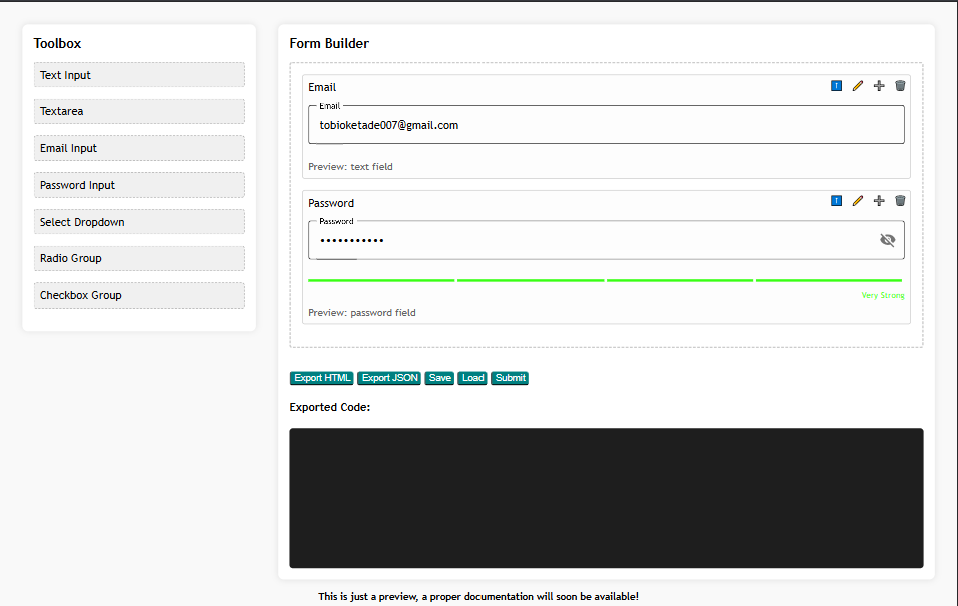 Toolbox
Text Input
Textarea
Email Input
Password Input
Select Dropdown
Radio Group
Checkbox Group
Form Builder
Email
Email
tobioketade007@gmail.com
Preview: text field
Password
Password
•••••••••••
Very Strong
Preview: password field
Export HTML Export JSON Save Load Submit
Exported Code:
This is just a preview, a proper documentation will soon be available!